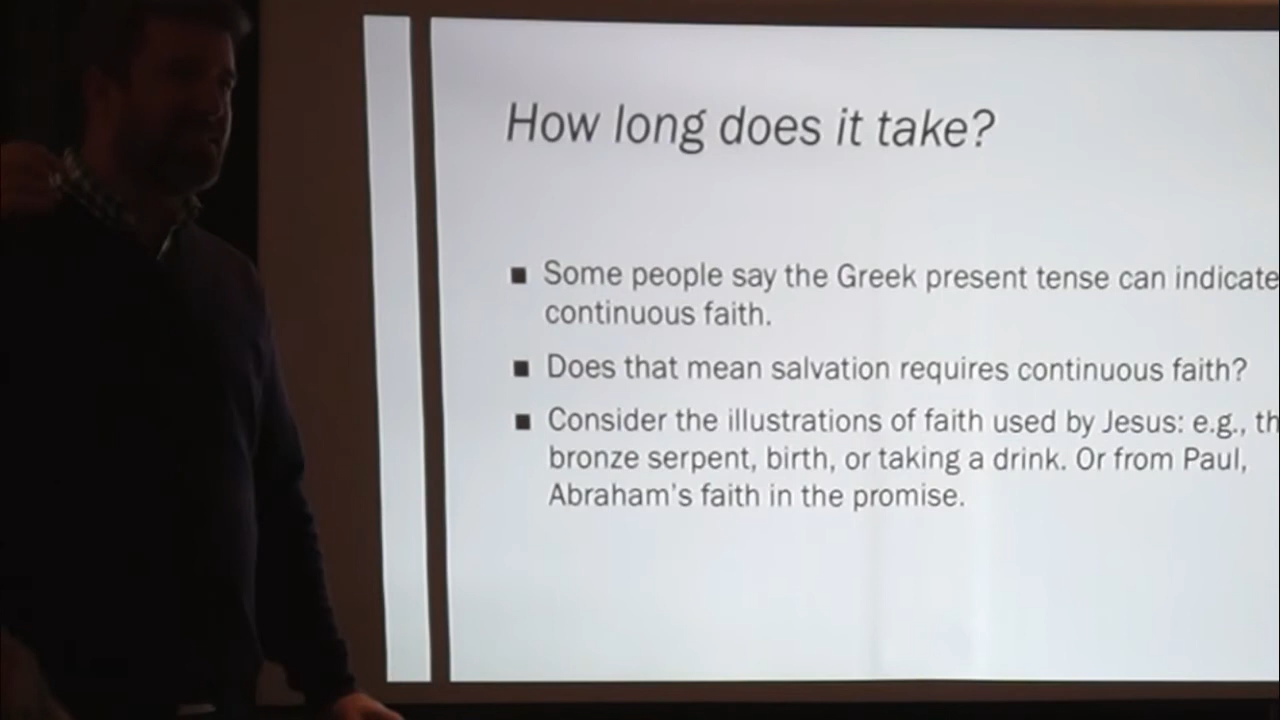 How long does it take?
■ Some people say the Greek present tense can indicate
continuous faith.
■ Does that mean salvation requires continuous faith?
■ Consider the illustrations of faith used by Jesus: e.g.,
bronze serpent, birth, or taking a drink. Or from Paul,
Abraham's faith in the promise.